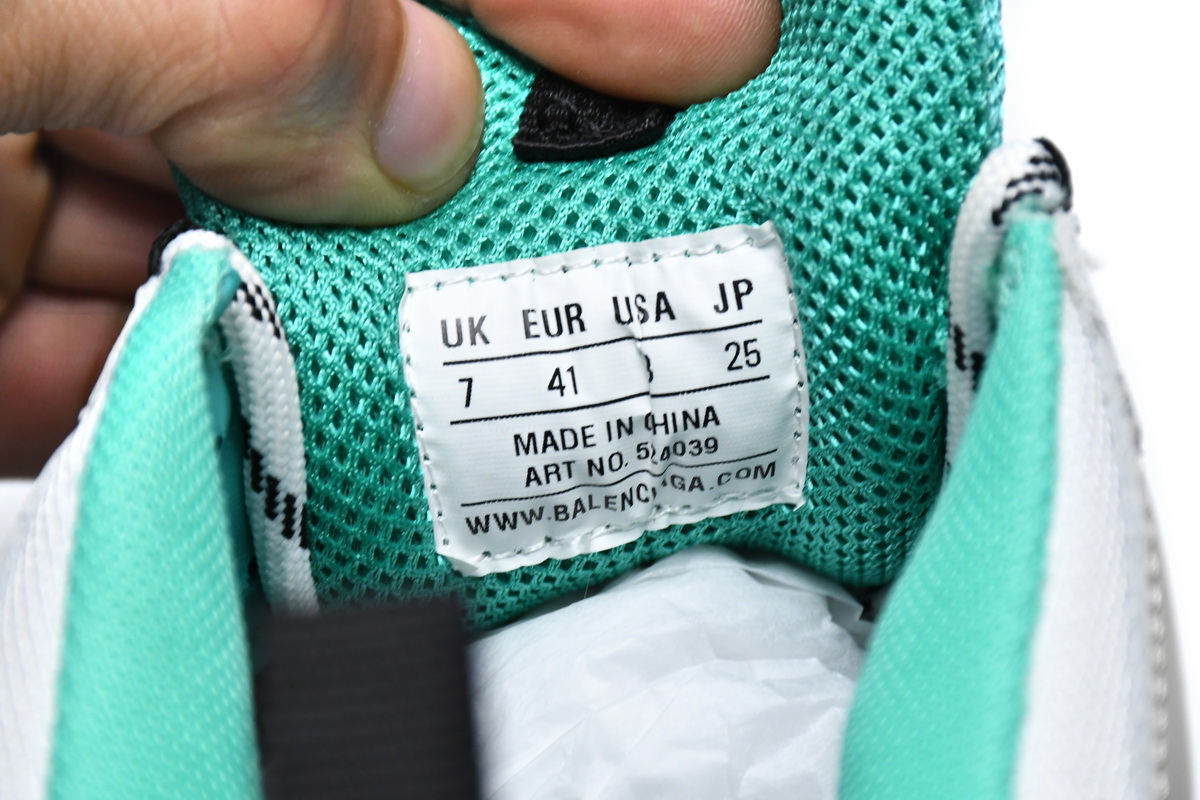 UK EUR USA JP
7 41 25
MADE IN CHINA
ART NO.
WWW.BALENCIAGA.COM